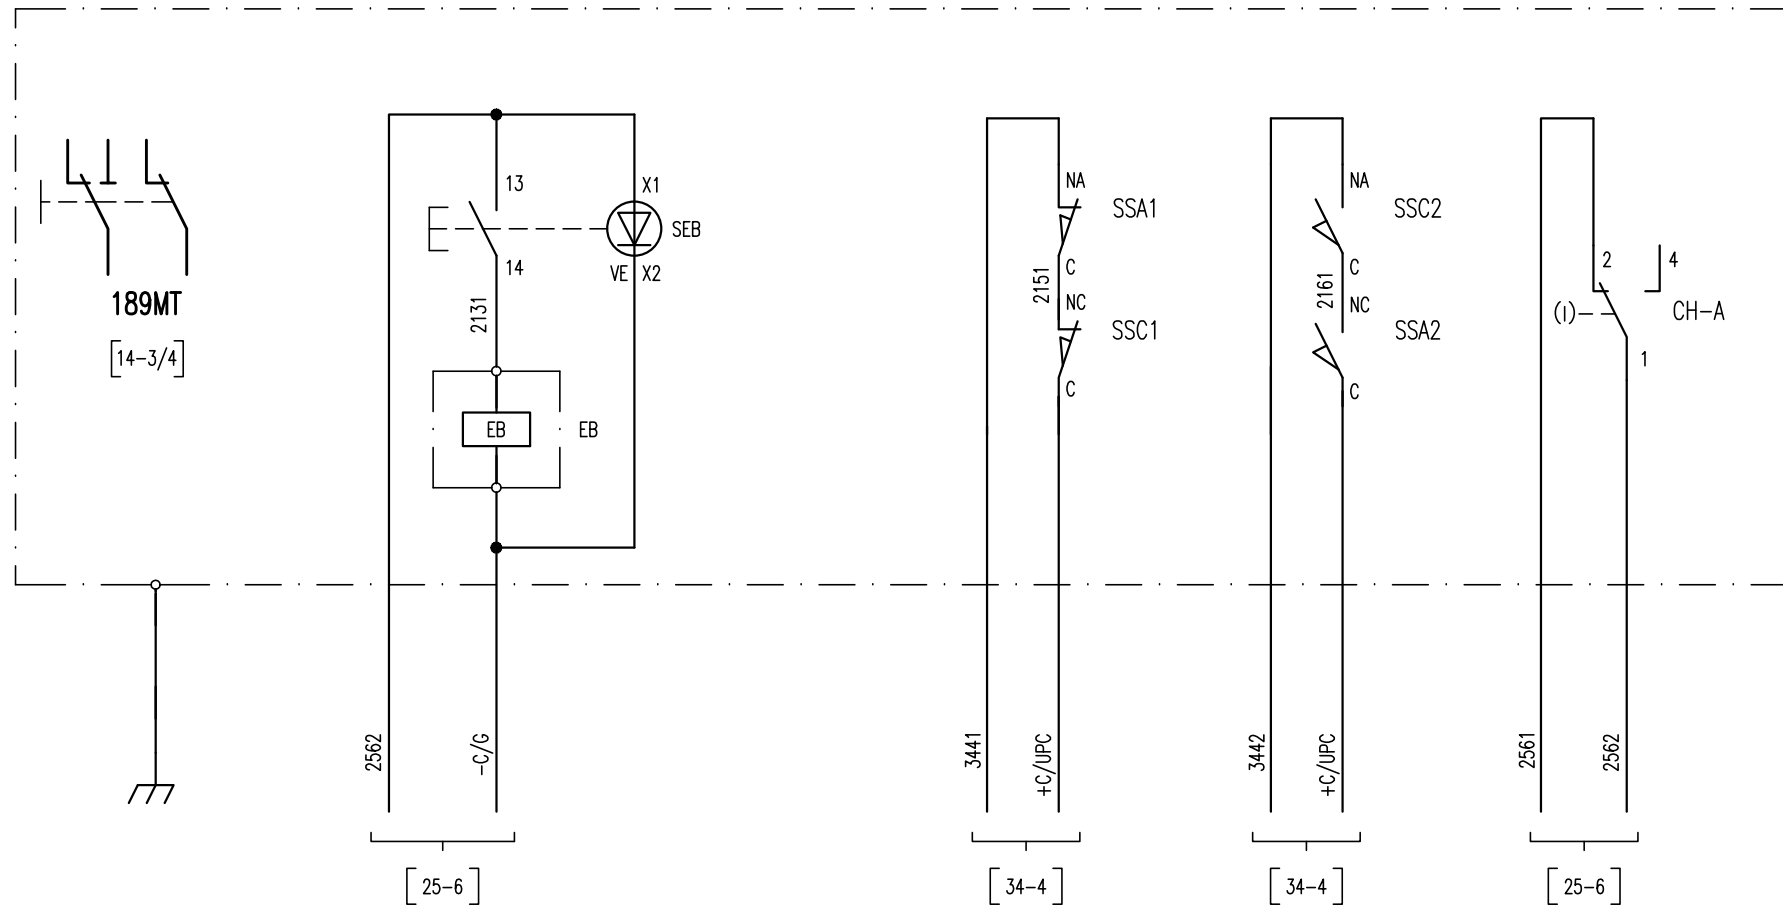 189MT
[14-3/4]
13
14
X1
SEB
VE X2
2131
EB
EB
2562
-C/G
[25-6]
NA
SSA1
C
2151
NC
SSC1
C
3441
+C/UPC
[34-4]
NA
SSC2
C
2161
NC
SSA2
C
3442
+C/UPC
[34-4]
2
4
(I)
CH-A
1
2561
2562
[25-6]